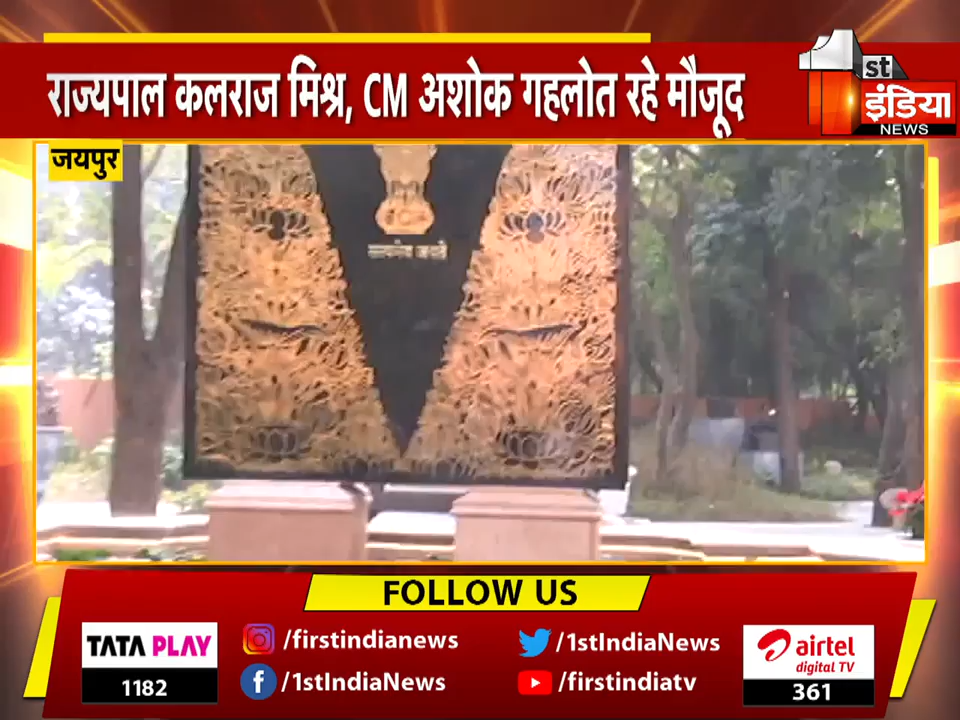 राज्यपाल कलराज मिश्र, CM अशोक गहलोत रहे मौजूद
1st
इंडिया
NEWS
जयपुर
FOLLOW US
TATA PLAY
1182
/firstindianews
/1stIndiaNews
/1stIndiaNews
/firstindiatv
airtel
digital TV
361